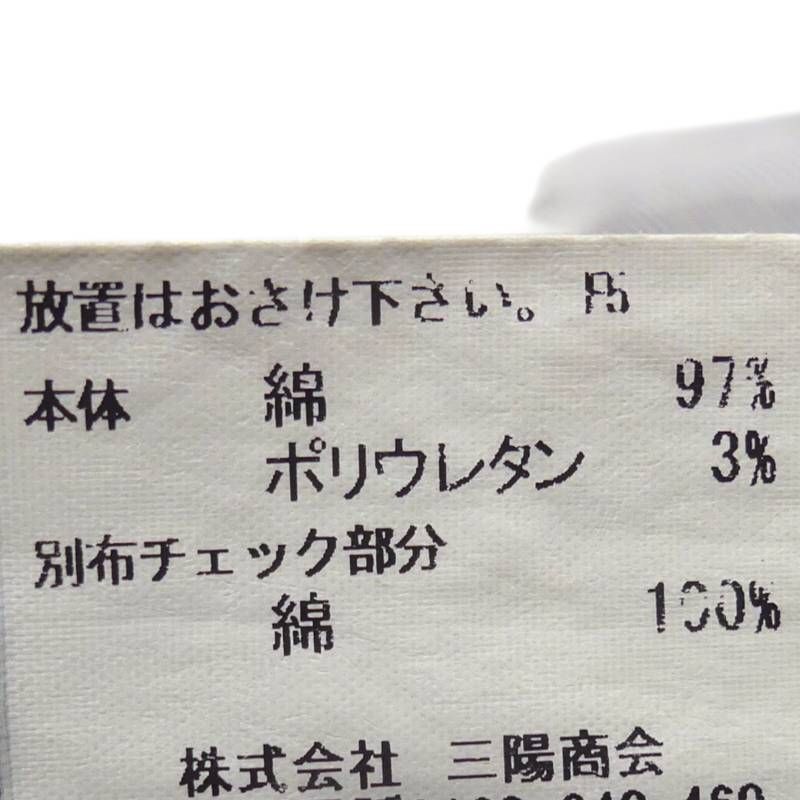 放置はおさけ下さい。 F5
本体 綿 97%
ポリウレタン 3%
別布チェック部分
綿 100%
株式会社 三陽商会